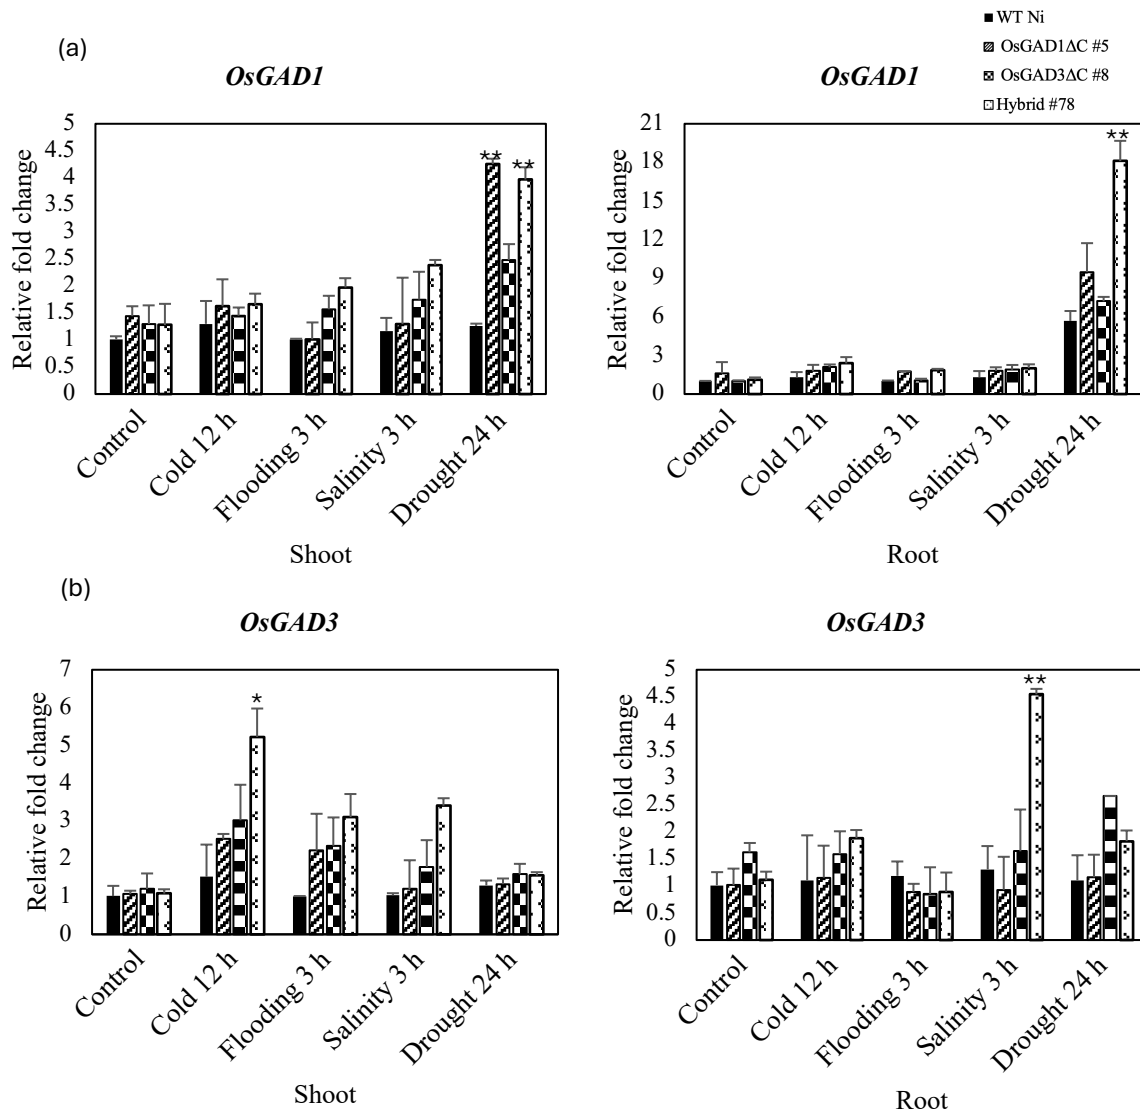 WT Ni
OsGAD1ΔC #5
OsGAD3ΔC #8
Hybrid #78
(a)
OsGAD1
Relative fold change
5
4.5
4
3.5
3
2.5
2
1.5
1
0.5
0
** **
Control
Cold 12 h
Flooding 3 h
Salinity 3 h
Drought 24 h
Shoot
OsGAD1
Relative fold change
21
18
15
12
9
6
3
0
**
Control
Cold 12 h
Flooding 3 h
Salinity 3 h
Drought 24 h
Root
(b)
OsGAD3
Relative fold change
7
6
5
4
3
2
1
0
*
Control
Cold 12 h
Flooding 3 h
Salinity 3 h
Drought 24 h
Shoot
OsGAD3
Relative fold change
5
4.5
4
3.5
3
2.5
2
1.5
1
0.5
0
**
Control
Cold 12 h
Flooding 3 h
Salinity 3 h
Drought 24 h
Root